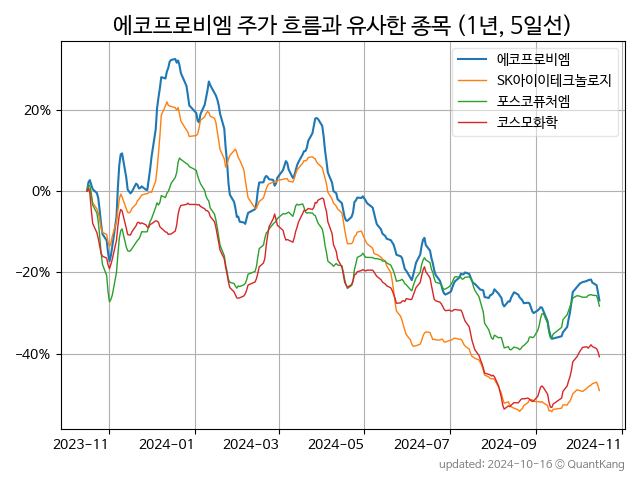 에코프로비엠 주가 흐름과 유사한 종목 (1년, 5일선)
에코프로비엠
SK아이이테크놀로지
포스코퓨처엠
코스모화학
20%
0%
−20%
−40%
2023−11
2024−01
2024−03
2024−05
2024−07
2024−09
2024−11
updated: 2024-10-16 © QuantKang